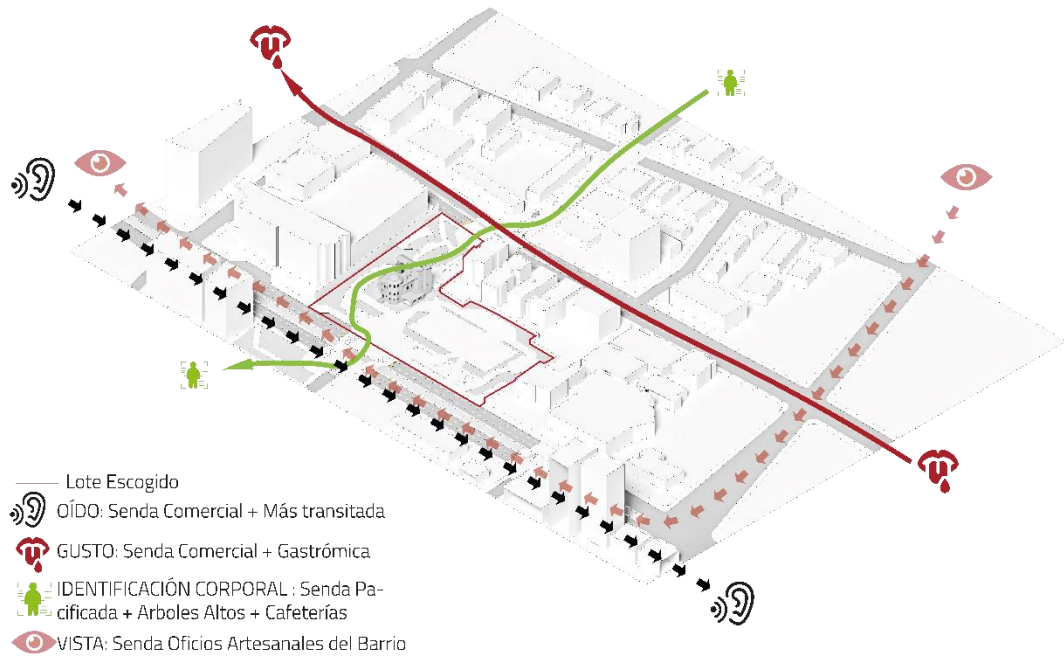 Lote Escogido
OÍDO: Senda Comercial + Más transitada
GUSTO: Senda Comercial + Gastrómica
IDENTIFICACIÓN CORPORAL : Senda Pa-
cificada + Arboles Altos + Cafeterías
VISTA: Senda Oficios Artesanales del Barrio